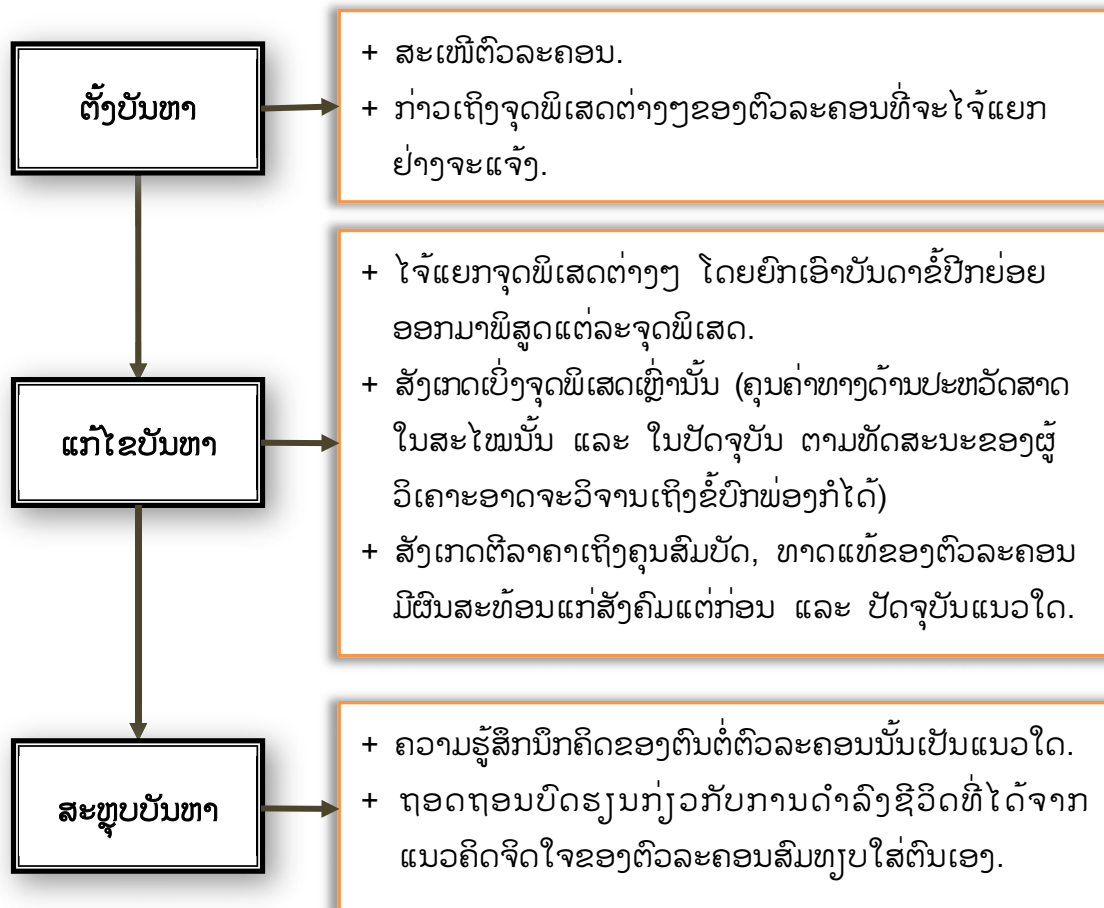 ຕັ້ງບັນຫາ
+ ສະເໜີຕົວລະຄອນ.
+ ກ່າວເຖິງຈຸດພິເສດຕ່າງໆຂອງຕົວລະຄອນທີ່ຈະໄຈ້ແຍກ
ຢ່າງຈະແຈ້ງ.
ແກ້ໄຂບັນຫາ
+ ໄຈ້ແຍກຈຸດພິເສດຕ່າງໆ ໂດຍຍົກເອົາບັນດາຂໍ້ປີກຍ່ອຍ
ອອກມາພິສູດແຕ່ລະຈຸດພິເສດ.
+ ສັງເກດເບິ່ງຈຸດພິເສດເຫຼົ່ານັ້ນ (ຄຸນຄ່າທາງດ້ານປະຫວັດສາດ
ໃນສະໄໝນັ້ນ ແລະ ໃນປັດຈຸບັນ ຕາມທັດສະນະຂອງຜູ້
ວິເຄາະອາດຈະວິຈານເຖິງຂໍ້ບົກພ່ອງກໍໄດ້)
+ ສັງເກດຕີລາຄາເຖິງຄຸນສົມບັດ, ທາດແທ້ຂອງຕົວລະຄອນ
ມີຜົນສະທ້ອນແກ່ສັງຄົມແຕ່ກ່ອນ ແລະ ປັດຈຸບັນແນວໃດ.
ສະຫຼຸບບັນຫາ
+ ຄວາມຮູ້ສຶກນຶກຄິດຂອງຕົນຕໍ່ຕົວລະຄອນນັ້ນເປັນແນວໃດ.
+ ຖອດຖອນບົດຮຽນກ່ຽວກັບການດຳລົງຊີວິດທີ່ໄດ້ຈາກ
ແນວຄິດຈິດໃຈຂອງຕົວລະຄອນສົມທຽບໃສ່ຕົນເອງ.